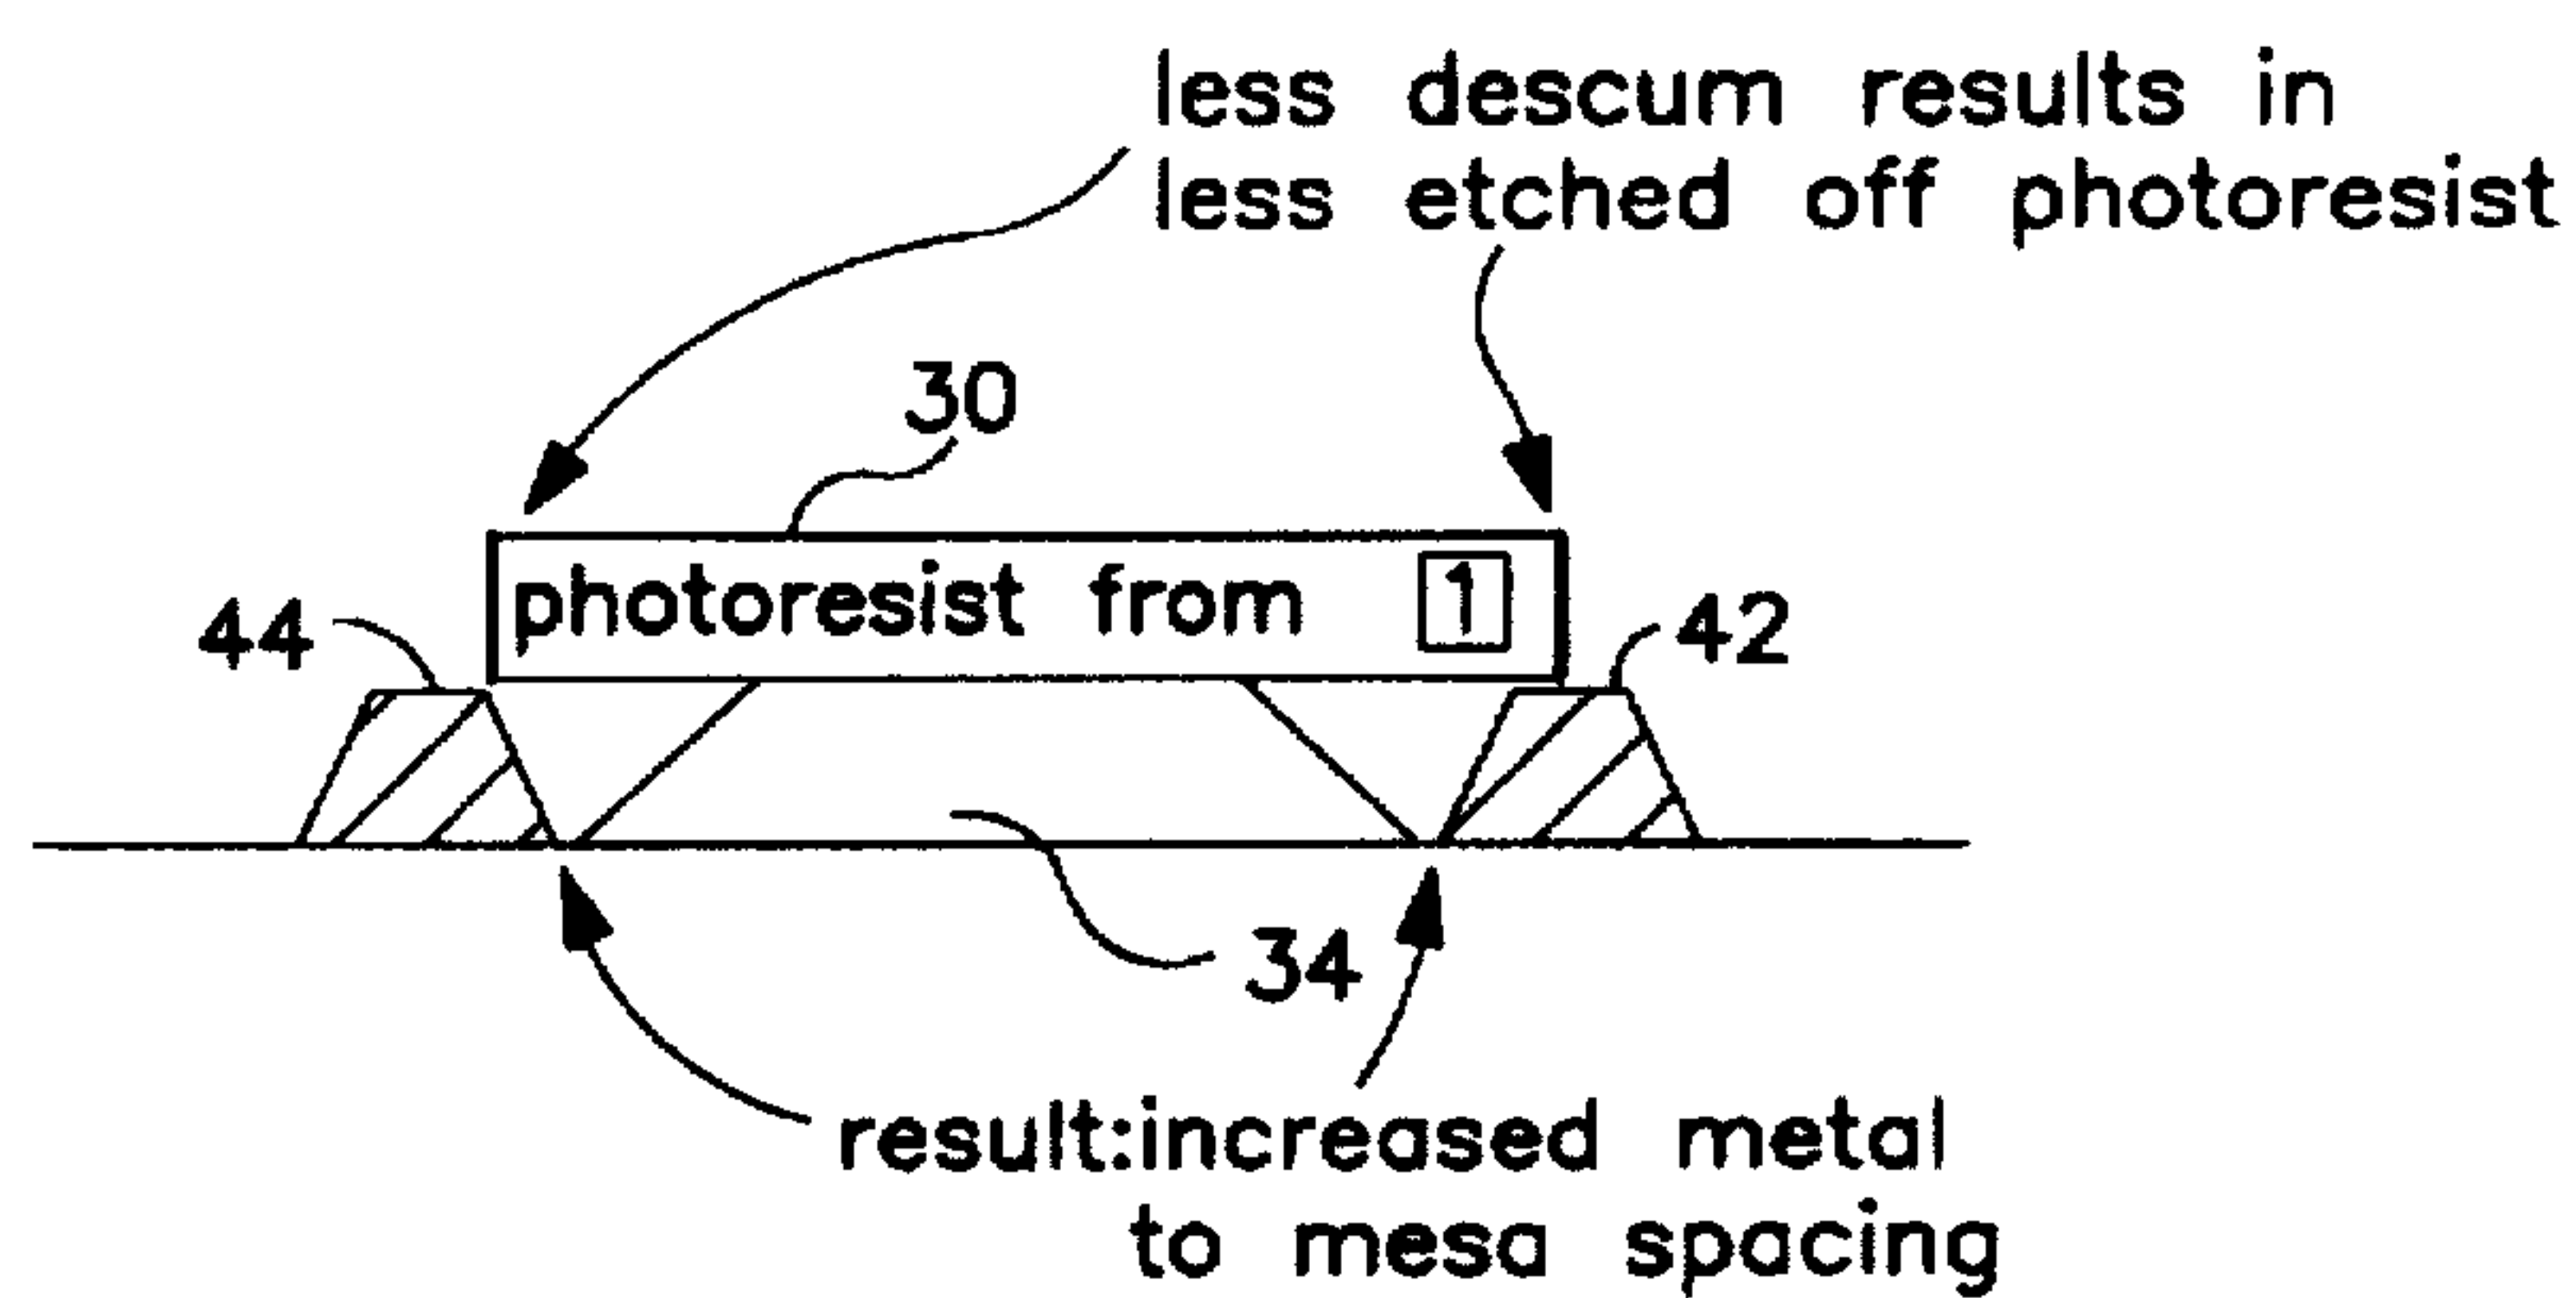 less descum results in
less etched off photoresist
30
photoresist from 1
44
42
34
result:increased metal
to mesa spacing